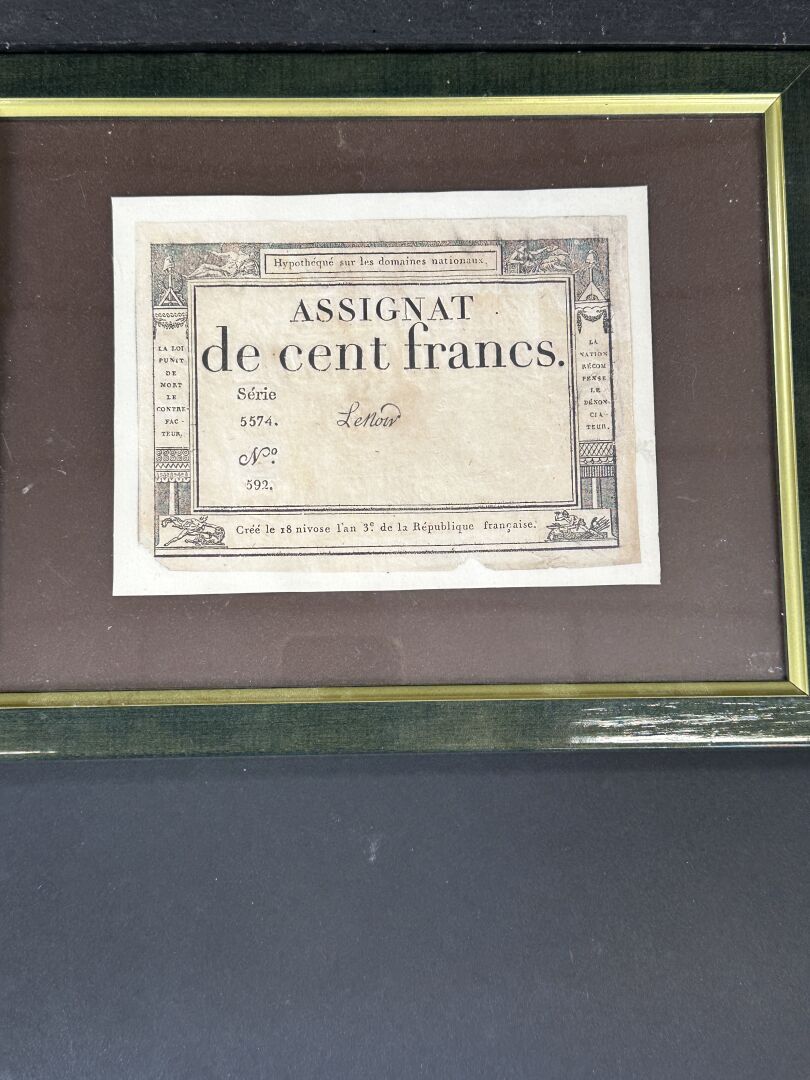 Hypothéqué sur les domaines nationaux.
ASSIGNAT
de cent francs.
Série
5574.
Lenoir
Nº.
592.
LA LOI
PUNIT
DE
MORT
LE
CONTRE-
FAC-
TEUR.
LA
NATION
RÉCOM
PENSE
LE
DÉNON-
CIA-
TEUR.
Créé le 18 nivose l'an 3.e de la République française.